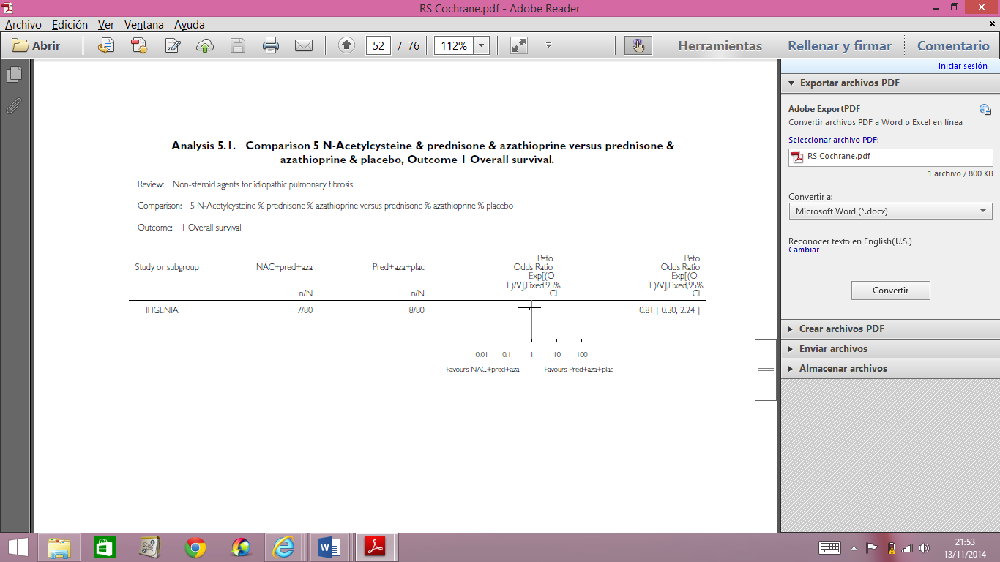 RS Cochrane.pdf - Adobe Reader
Archivo Edición Ver Ventana Ayuda
Abrir 52 / 76 112% Herramientas Rellenar y firmar Comentario
Iniciar sesión
Exportar archivos PDF
Adobe ExportPDF
Convertir archivos PDF a Word o Excel en línea
Seleccionar archivo PDF:
RS Cochrane.pdf
1 archivo / 800 KB
Convertir a:
Microsoft Word (*.docx)
Reconocer texto en English(U.S.)
Cambiar
Convertir
Crear archivos PDF
Enviar archivos
Almacenar archivos
Analysis 5.1. Comparison 5 N-Acetylcysteine & prednisone & azathioprine versus prednisone &
azathioprine & placebo, Outcome 1 Overall survival.
Review: Non-steroid agents for idiopathic pulmonary fibrosis
Comparison: 5 N-Acetylcysteine % prednisone % azathioprine versus prednisone % azathioprine % placebo
Outcome: 1 Overall survival
Study or subgroup NAC+pred+aza Pred+aza+plac
n/N n/N
Peto
Odds Ratio
Exp[(O-
E)/V],Fixed,95%
CI
Peto
Odds Ratio
Exp[(O-
E)/V],Fixed,95%
CI
IFIGENIA 7/80 8/80 0.81 [ 0.30, 2.24 ]
0.01 0.1 1 10 100
Favours NAC+pred+aza Favours Pred+aza+plac
21:53
13/11/2014